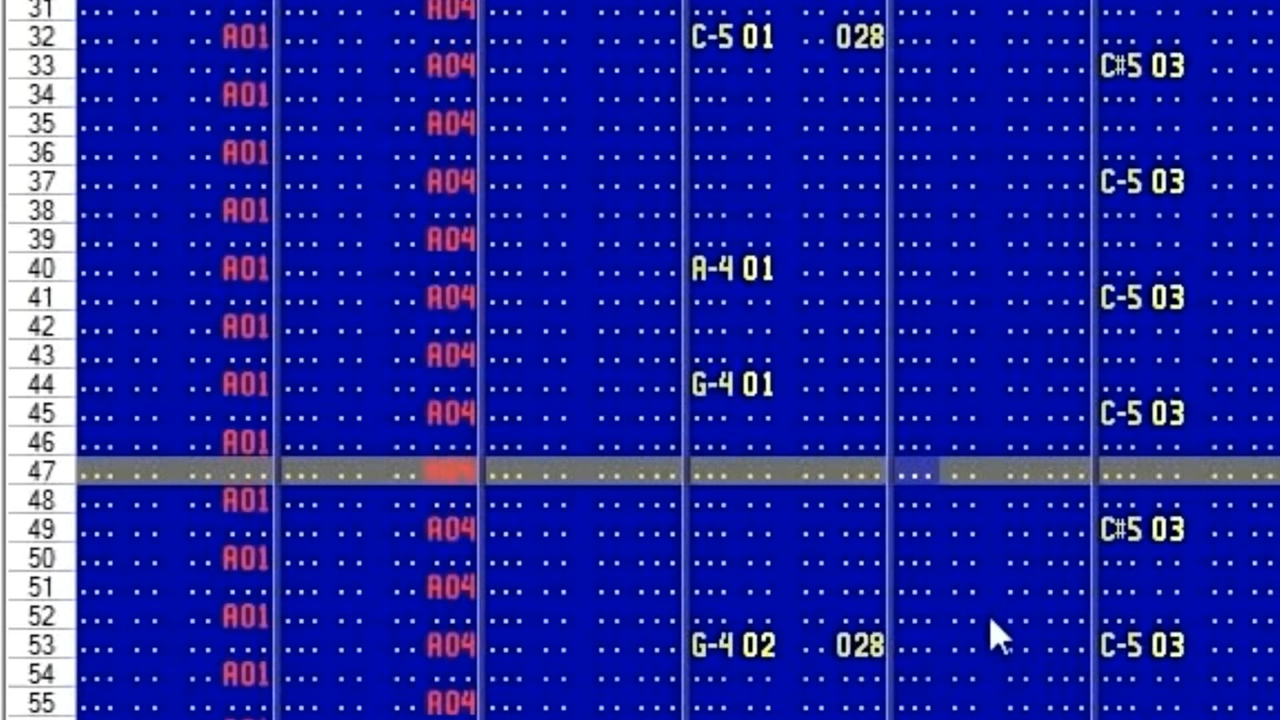 31 A04
32 A01 C-5 01 028
33 A04 C#5 03
34 A01
35 A04
36 A01
37 A04 C-5 03
38 A01
39 A04
40 A01 A-4 01
41 A04 C-5 03
42 A01
43 A04
44 A01 G-4 01
45 A04 C-5 03
46 A01
47
48 A01
49 A04 C#5 03
50 A01
51 A04
52 A01
53 A04 G-4 02 028 C-5 03
54 A01
55 A04